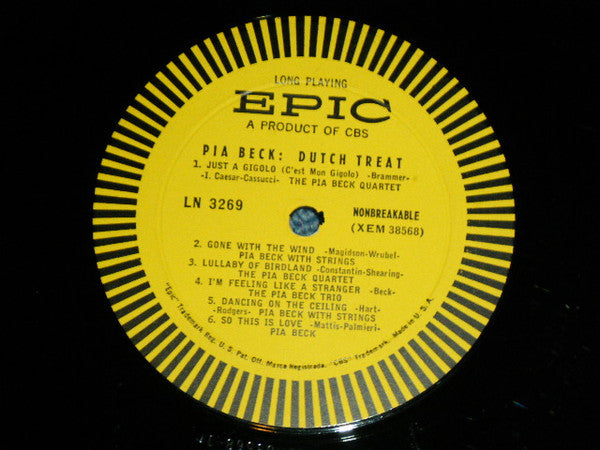 LONG PLAYING
EPIC
A PRODUCT OF CBS
PIA BECK: DUTCH TREAT
1. JUST A GIGOLO (C'est Mon Gigolo) -Brammer-
-I. Caesar-Cassucci- THE PIA BECK QUARTET
LN 3269
NONBREAKABLE
(XEM 38568)
2. GONE WITH THE WIND -Magidson-Wrubel-
PIA BECK WITH STRINGS
3. LULLABY OF BIRDLAND -Constantin-Shearing-
THE PIA BECK QUARTET
4. I'M FEELING LIKE A STRANGER -Beck-
THE PIA BECK TRIO
5. DANCING ON THE CEILING -Hart-
-Rodgers- PIA BECK WITH STRINGS
6. SO THIS IS LOVE -Mattis-Palmieri-
PIA BECK
"Epic" Trademark Reg. U. S. Pat. Off. Marca Registrada. "CBS" Trademark. Made in U. S. A.